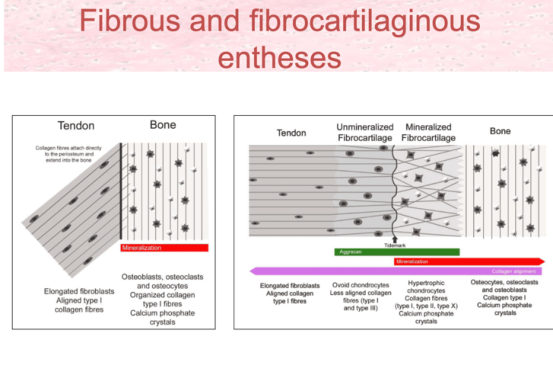 Fibrous and fibrocartilaginous
entheses
Tendon
Bone
Collagen fibres attach directly
to the periosteum and
extend into the bone
Mineralization
Elongated fibroblasts
Aligned type I
collagen fibres
Osteoblasts, osteoclasts
and osteocytes
Organized collagen
type I fibres
Calcium phosphate
crystals
Tendon
Unmineralized
Fibrocartilage
Mineralized
Fibrocartilage
Bone
Tidemark
Aggrecan
Mineralization
Collagen alignment
Elongated fibroblasts
Aligned collagen
type I fibres
Ovoid chondrocytes
Less aligned collagen
fibres (type I
and type III)
Hypertrophic
chondrocytes
Collagen fibres
(type I, type II, type X)
Calcium phosphate
crystals
Osteocytes, osteoclasts
and osteoblasts
Collagen type I
Calcium phosphate
crystals